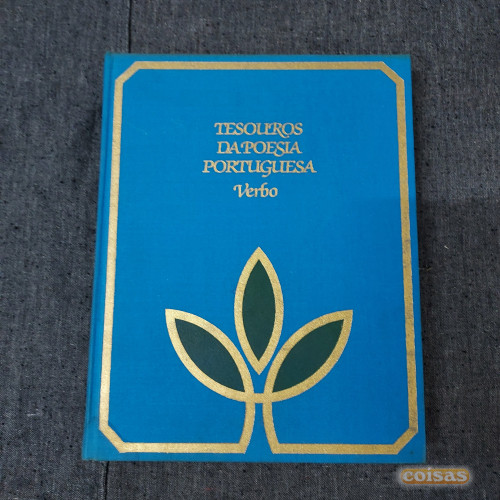 TESOUROS
DA POESIA
PORTUGUESA
Verbo
coisas